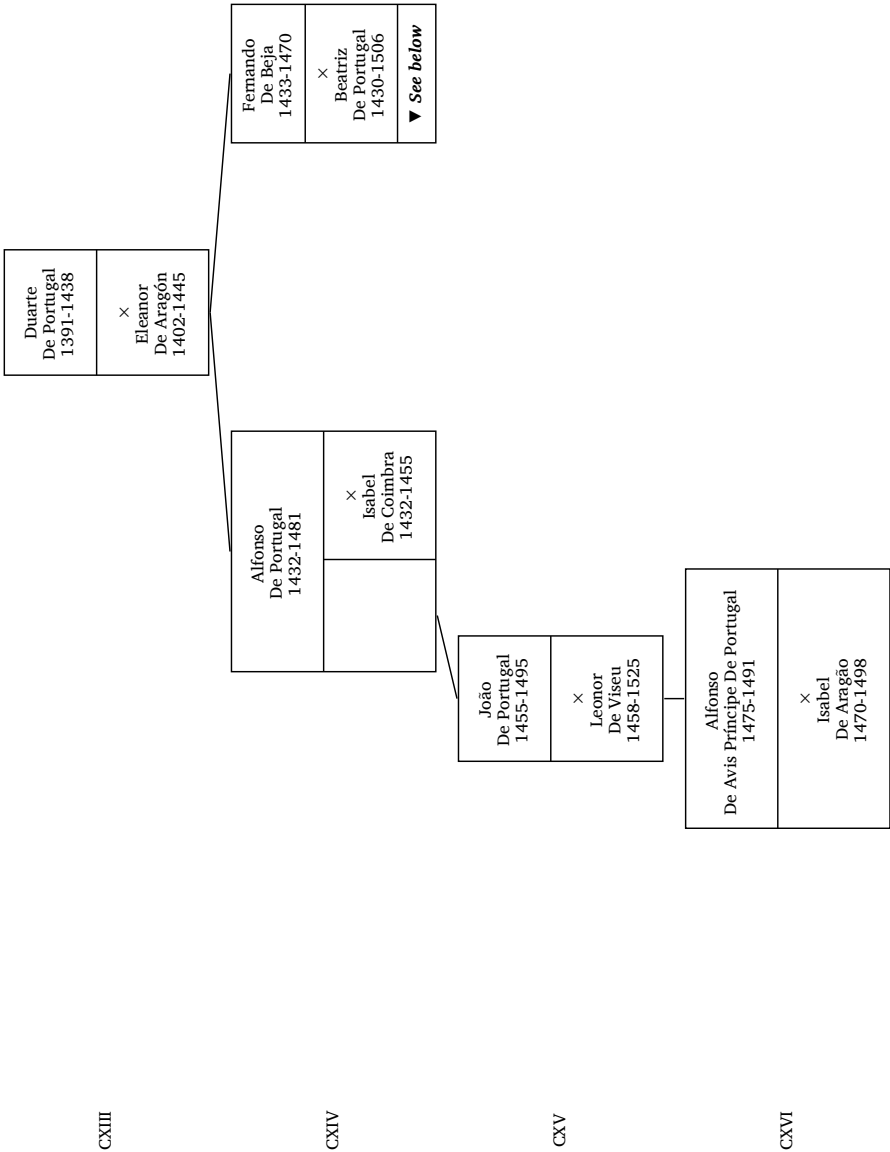 CXIII
Duarte
De Portugal
1391-1438
×
Eleanor
De Aragón
1402-1445
CXIV
Alfonso
De Portugal
1432-1481
×
Isabel
De Coimbra
1432-1455
Fernando
De Beja
1433-1470
×
Beatriz
De Portugal
1430-1506
▼ See below
CXV
João
De Portugal
1455-1495
×
Leonor
De Viseu
1458-1525
CXVI
Alfonso
De Avis Príncipe De Portugal
1475-1491
×
Isabel
De Aragão
1470-1498